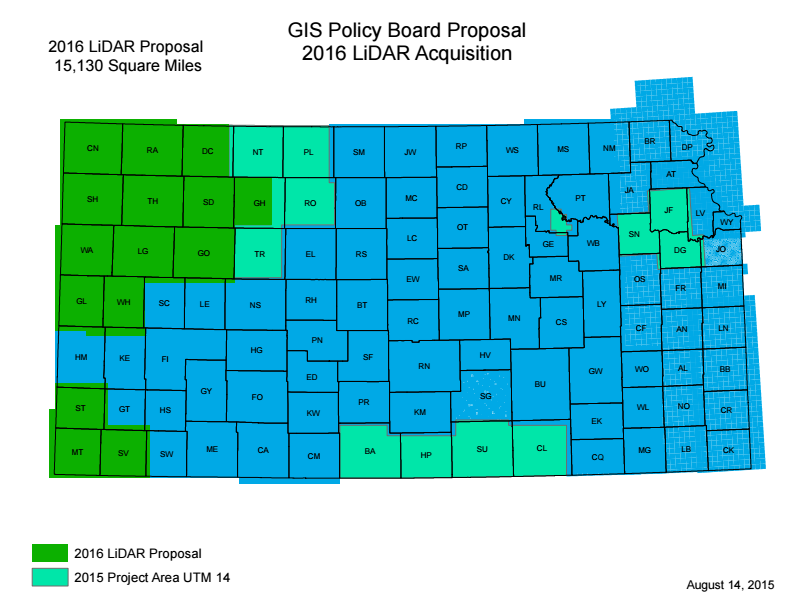 GIS Policy Board Proposal
2016 LiDAR Acquisition
2016 LiDAR Proposal
15,130 Square Miles
CN RA DC NT PL SM JW RP WS MS NM BR DP
SH TH SD GH RO OB MC CD CY RL PT JA AT
JF LV WY
WA LG GO TR EL RS LC OT DK GE WB SN DG JO
GL WH SC LE NS RH BT EW SA MR OS FR MI
RC MP MN CS LY CF AN LN
HM KE FI HG PN SF RN HV WO AL BB
ST GT HS GY FO ED PR SG BU GW
KW KM EK WL NO CR
MT SV SW ME CA CM BA HP SU CL CQ MG LB CK
2016 LiDAR Proposal
2015 Project Area UTM 14
August 14, 2015